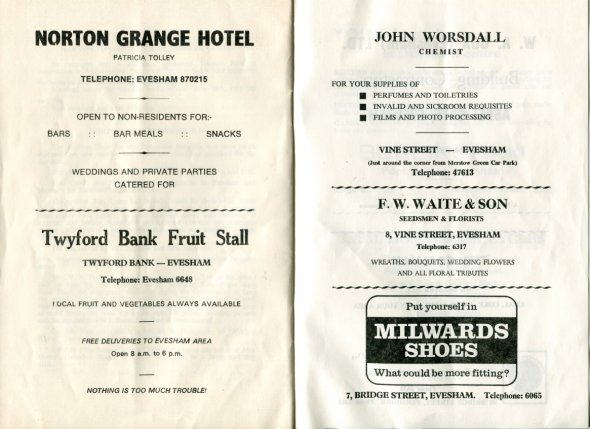 NORTON GRANGE HOTEL
PATRICIA TOLLEY
TELEPHONE: EVESHAM 870215
OPEN TO NON-RESIDENTS FOR:-
BARS :: BAR MEALS :: SNACKS
WEDDINGS AND PRIVATE PARTIES
CATERED FOR
Twyford Bank Fruit Stall
TWYFORD BANK — EVESHAM
Telephone: Evesham 6648
LOCAL FRUIT AND VEGETABLES ALWAYS AVAILABLE
FREE DELIVERIES TO EVESHAM AREA
Open 8 a.m. to 6 p.m.
NOTHING IS TOO MUCH TROUBLE!
JOHN WORSDALL
CHEMIST
FOR YOUR SUPPLIES OF
■ PERFUMES AND TOILETRIES
■ INVALID AND SICKROOM REQUISITES
■ FILMS AND PHOTO PROCESSING
VINE STREET — EVESHAM
(Just around the corner from Merstow Green Car Park)
Telephone: 47613
F. W. WAITE & SON
SEEDSMEN & FLORISTS
8, VINE STREET, EVESHAM
Telephone: 6317
WREATHS, BOUQUETS, WEDDING FLOWERS
AND ALL FLORAL TRIBUTES
Put yourself in
MILWARDS
SHOES
What could be more fitting?
7, BRIDGE STREET, EVESHAM. Telephone: 6065